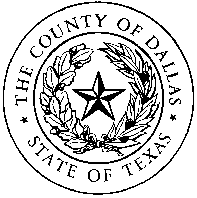 THE COUNTY OF DALLAS
STATE OF TEXAS